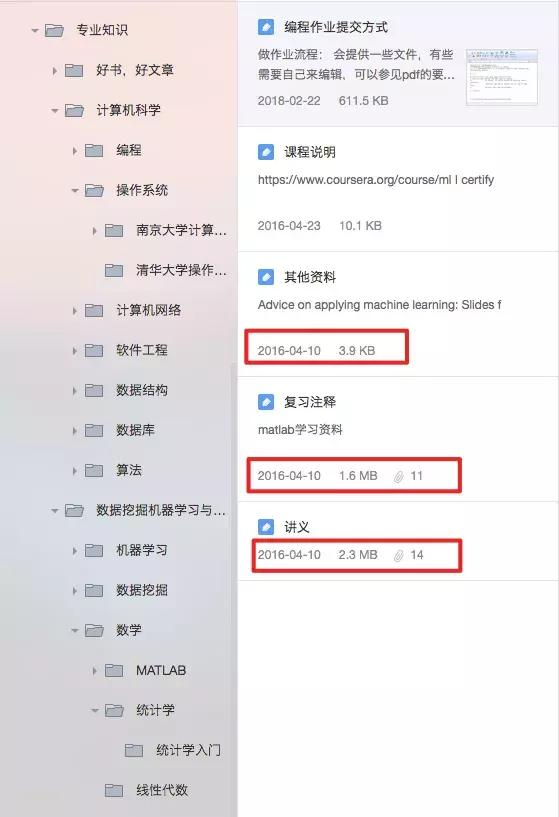 专业知识
好书，好文章
计算机科学
编程
操作系统
南京大学计算...
清华大学操作...
计算机网络
软件工程
数据结构
数据库
算法
数据挖掘机器学习与...
机器学习
数据挖掘
数学
MATLAB
统计学
统计学入门
线性代数
编程作业提交方式
做作业流程： 会提供一些文件，有些
需要自己来编辑，可以参见pdf的要...
2018-02-22 611.5 KB
课程说明
https://www.coursera.org/course/ml I certify
2016-04-23 10.1 KB
其他资料
Advice on applying machine learning: Slides f
2016-04-10 3.9 KB
复习注释
matlab学习资料
2016-04-10 1.6 MB 11
讲义
2016-04-10 2.3 MB 14